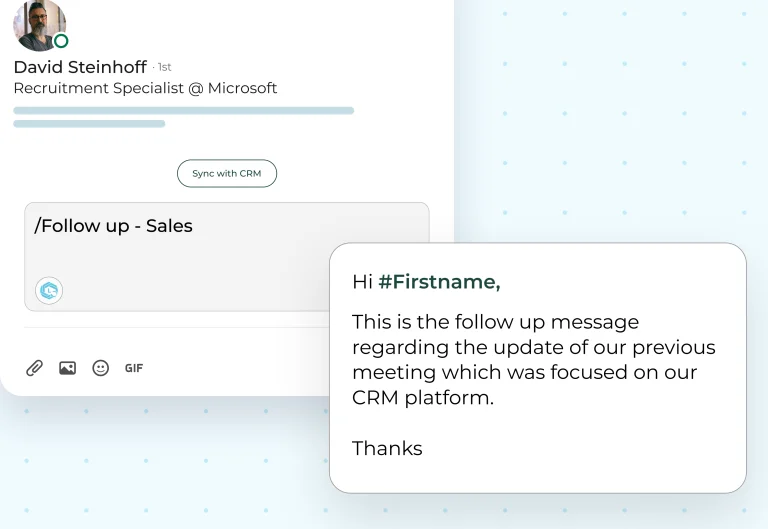 David Steinhoff · 1st
Recruitment Specialist @ Microsoft
Sync with CRM
/Follow up - Sales
GIF
Hi #Firstname,
This is the follow up message
regarding the update of our previous
meeting which was focused on our
CRM platform.
Thanks